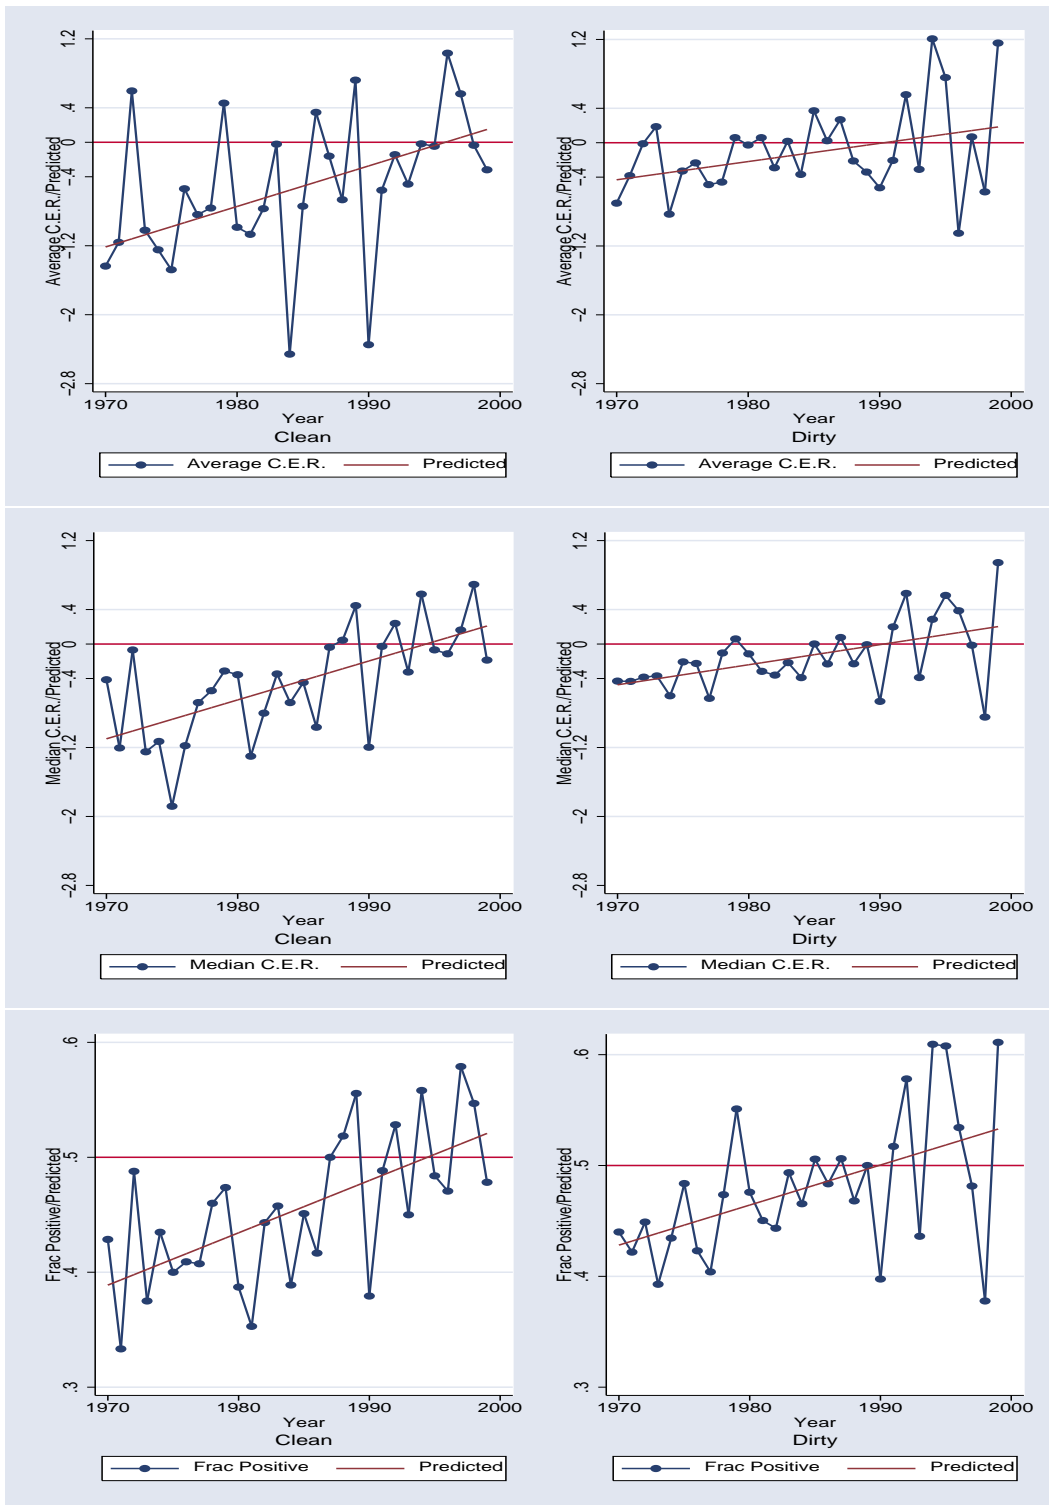 Average C.E.R./Predicted
1.2
.4
0
-.4
-1.2
-2
-2.8
1970
1980
1990
2000
Year
Clean
Average C.E.R.
Predicted
Average C.E.R./Predicted
1.2
.4
0
-.4
-1.2
-2
-2.8
1970
1980
1990
2000
Year
Dirty
Average C.E.R.
Predicted
Median C.E.R./Predicted
1.2
.4
0
-.4
-1.2
-2
-2.8
1970
1980
1990
2000
Year
Clean
Median C.E.R.
Predicted
Median C.E.R./Predicted
1.2
.4
0
-.4
-1.2
-2
-2.8
1970
1980
1990
2000
Year
Dirty
Median C.E.R.
Predicted
Frac Positive/Predicted
.6
.5
.4
.3
1970
1980
1990
2000
Year
Clean
Frac Positive
Predicted
Frac Positive/Predicted
.6
.5
.4
.3
1970
1980
1990
2000
Year
Dirty
Frac Positive
Predicted